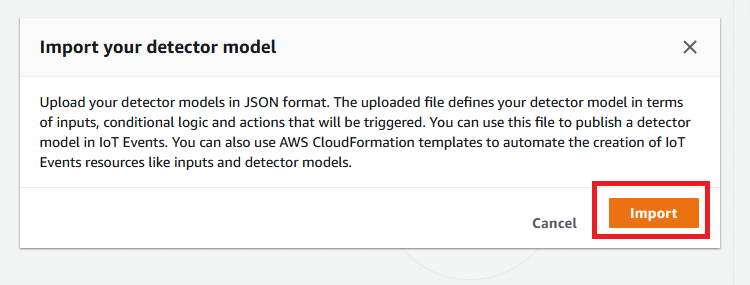 Import your detector model
Upload your detector models in JSON format. The uploaded file defines your detector model in terms
of inputs, conditional logic and actions that will be triggered. You can use this file to publish a detector
model in IoT Events. You can also use AWS CloudFormation templates to automate the creation of IoT
Events resources like inputs and detector models.
Cancel
Import